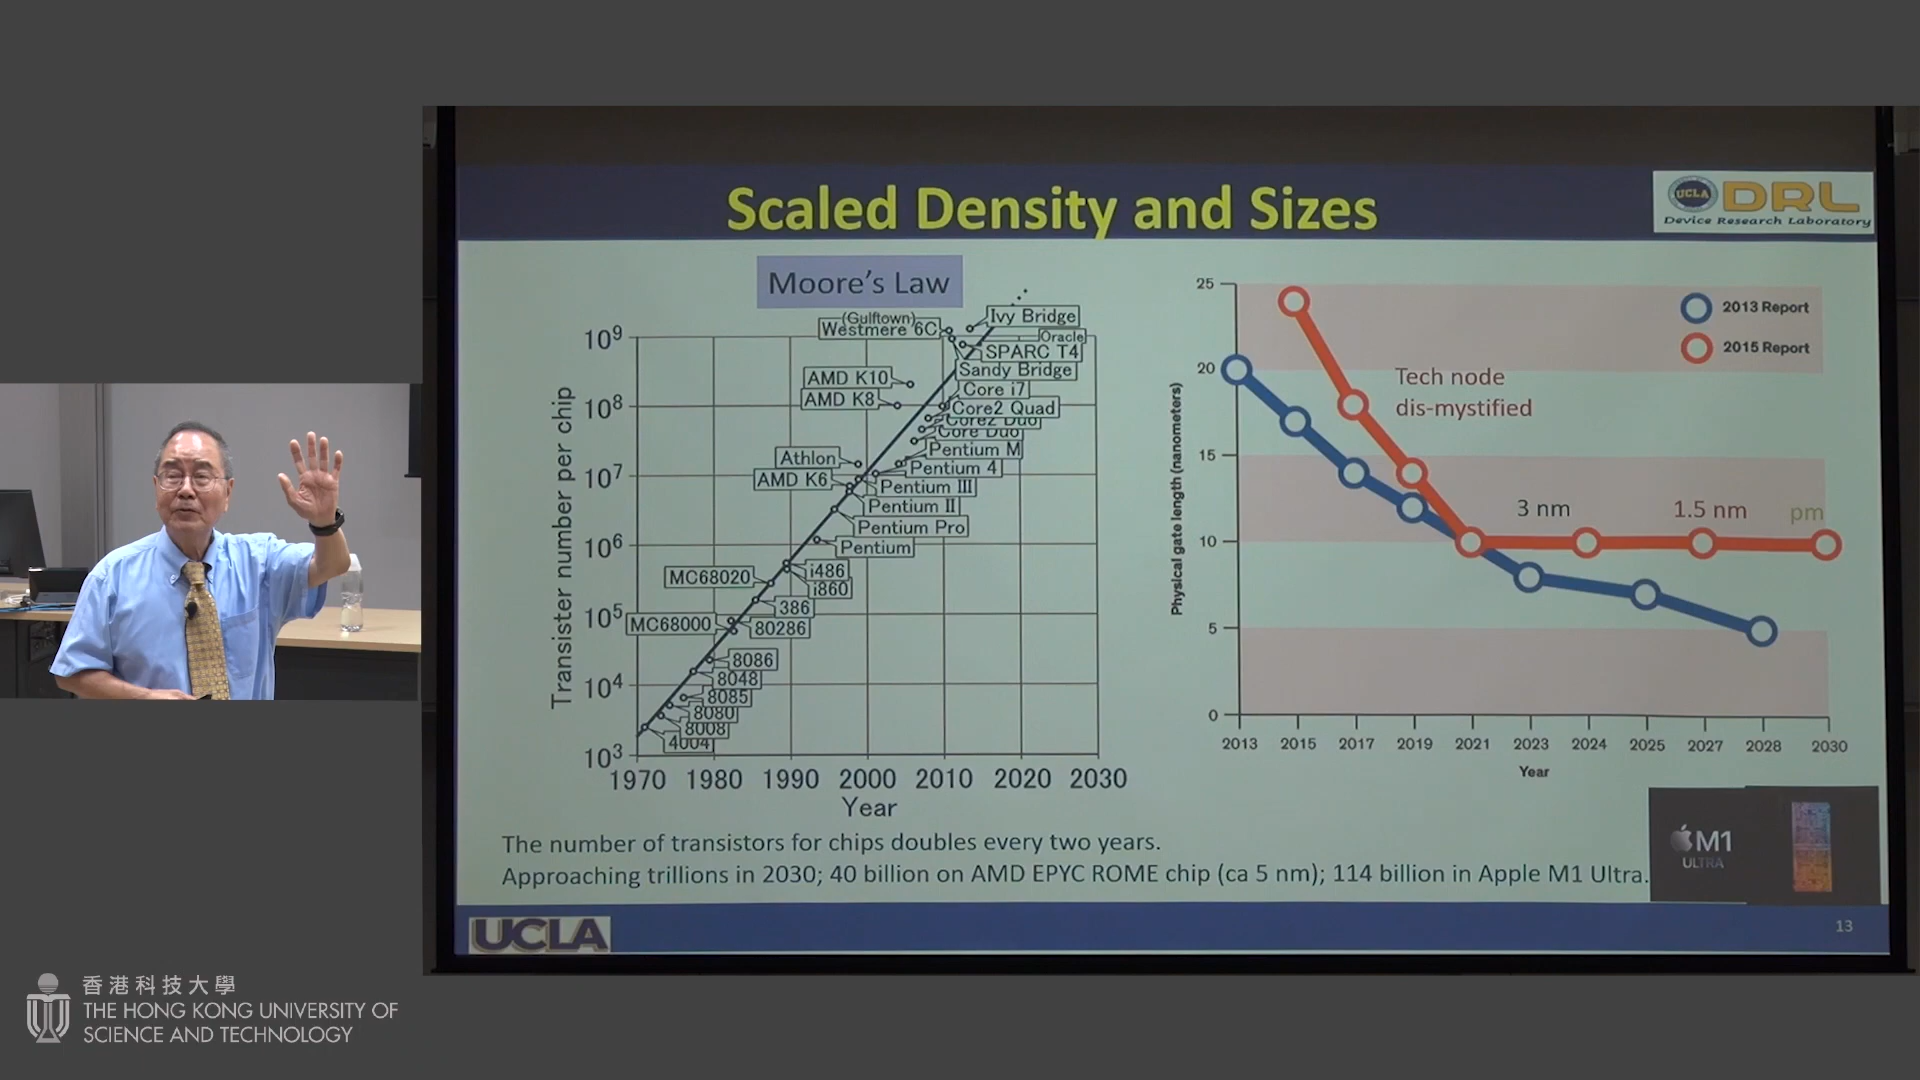 Scaled Density and Sizes
UCLA
DRL
Device Research Laboratory
Moore's Law
Transister number per chip
10⁹
10⁸
10⁷
10⁶
10⁵
10⁴
10³
1970 1980 1990 2000 2010 2020 2030
Year
(Gulftown)
Westmere 6C
Ivy Bridge
Oracle
SPARC T4
Sandy Bridge
AMD K10
Core i7
AMD K8
Core2 Quad
Core2 Duo
Core Duo
Pentium M
Athlon
Pentium 4
AMD K6
Pentium III
Pentium II
Pentium Pro
Pentium
MC68020
i486
i860
386
MC68000
80286
8086
8048
8085
8080
8008
4004
25
20
15
10
5
0
Physical gate length (nanometers)
2013 Report
2015 Report
Tech node
dis-mystified
3 nm
1.5 nm
pm
2013 2015 2017 2019 2021 2023 2024 2025 2027 2028 2030
Year
The number of transistors for chips doubles every two years.
Approaching trillions in 2030; 40 billion on AMD EPYC ROME chip (ca 5 nm); 114 billion in Apple M1 Ultra.
M1
ULTRA
UCLA
13
香港科技大學
THE HONG KONG UNIVERSITY OF
SCIENCE AND TECHNOLOGY